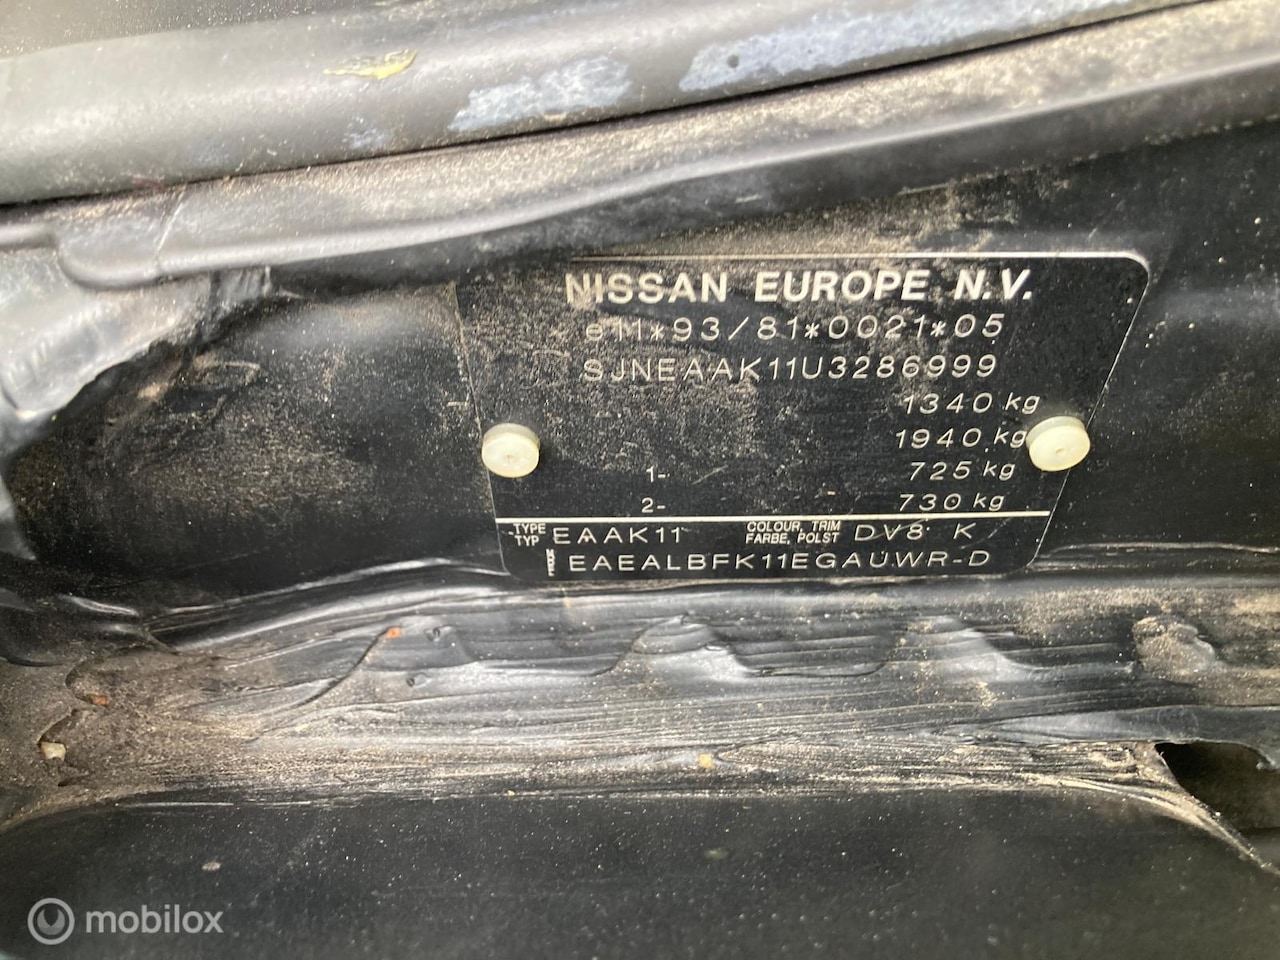 NISSAN EUROPE N.V.
e11*93/81*0021*05
SJNEAAK11U3286999
1340 kg
1940 kg
1- 725 kg
2- 730 kg
TYPE TYP EAAK11 COLOUR, TRIM FARBE, POLST DV8 K
EAEALBFK11EGAUWR-D
mobilox